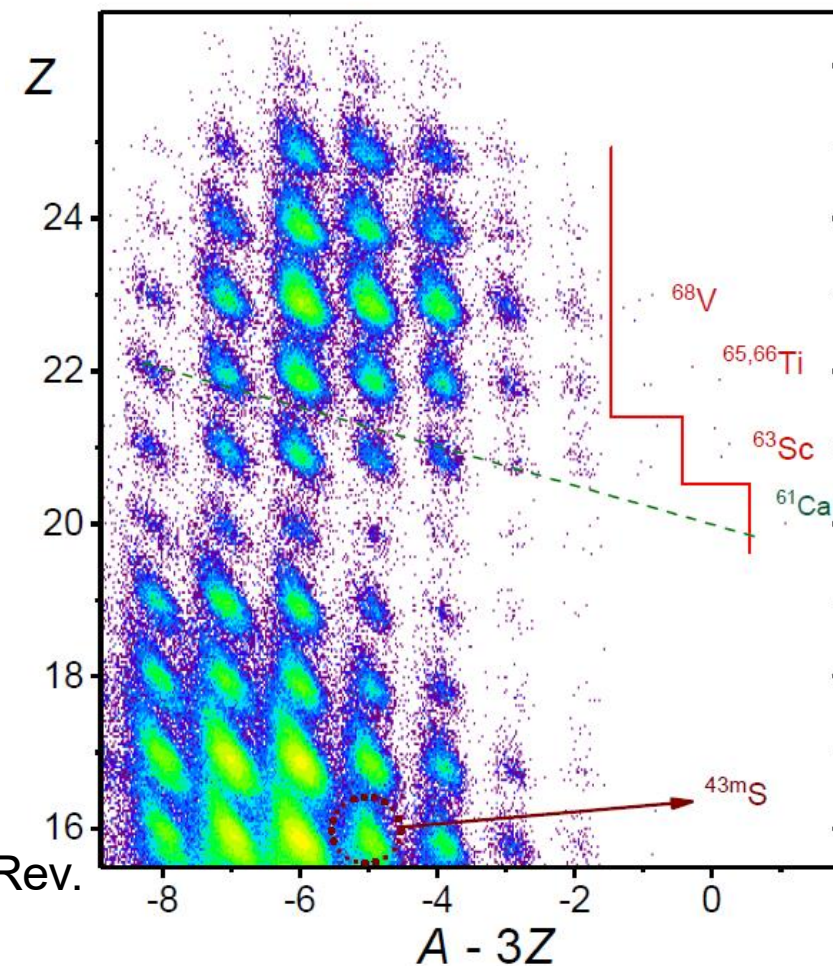 Z
24
22
20
18
16
⁶⁸V
⁶⁵,⁶⁶Ti
⁶³Sc
⁶¹Ca
⁴³ᵐS
Rev.
-8 -6 -4 -2 0
A - 3Z